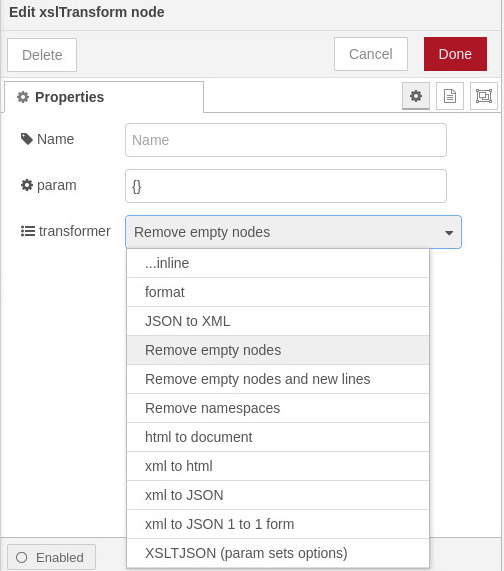 Edit xslTransform node
Delete
Cancel
Done
Properties
Name
Name
param
{}
transformer
Remove empty nodes
...inline
format
JSON to XML
Remove empty nodes
Remove empty nodes and new lines
Remove namespaces
html to document
xml to html
xml to JSON
xml to JSON 1 to 1 form
XSLTJSON (param sets options)
Enabled